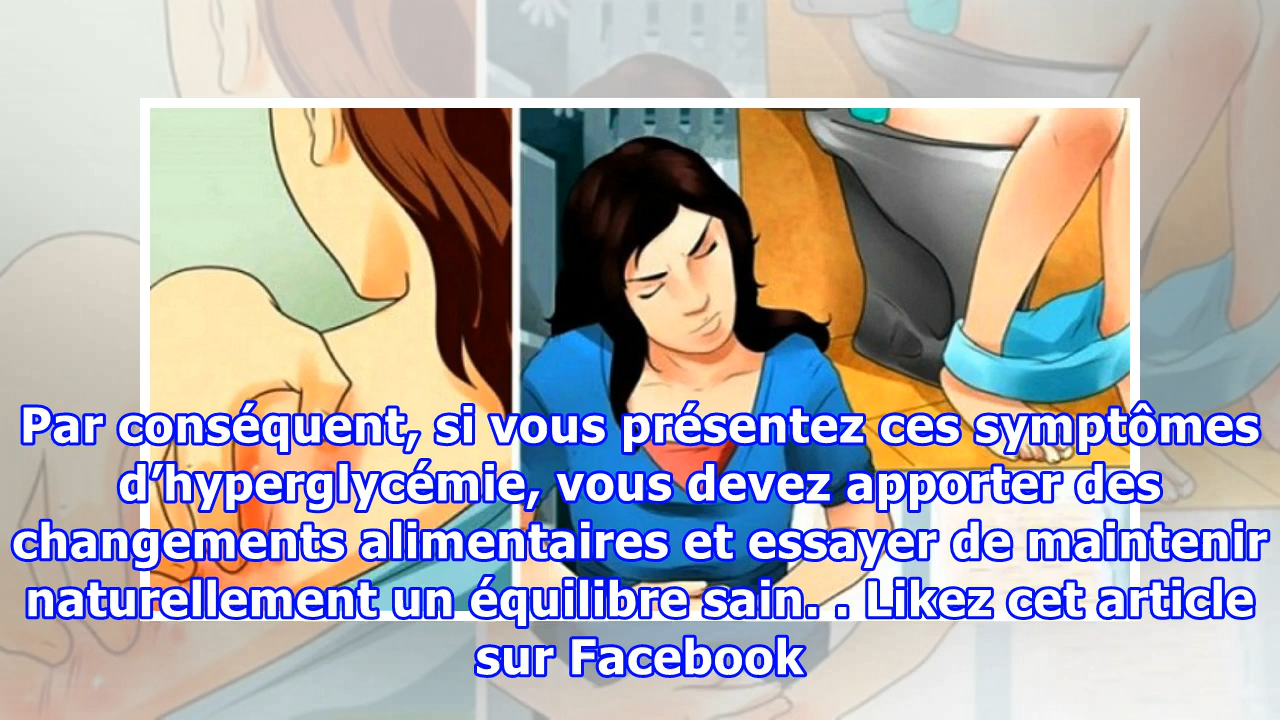 Par conséquent, si vous présentez ces symptômes
d’hyperglycémie, vous devez apporter des
changements alimentaires et essayer de maintenir
naturellement un équilibre sain. . Likez cet article
sur Facebook